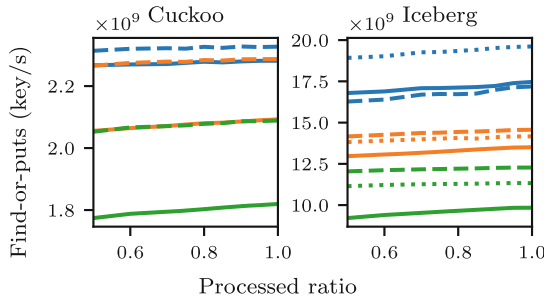 ×10⁹ Cuckoo
×10⁹ Iceberg
Find-or-puts (key/s)
2.2
2.0
1.8
20.0
17.5
15.0
12.5
10.0
0.6 0.8 1.0
0.6 0.8 1.0
Processed ratio